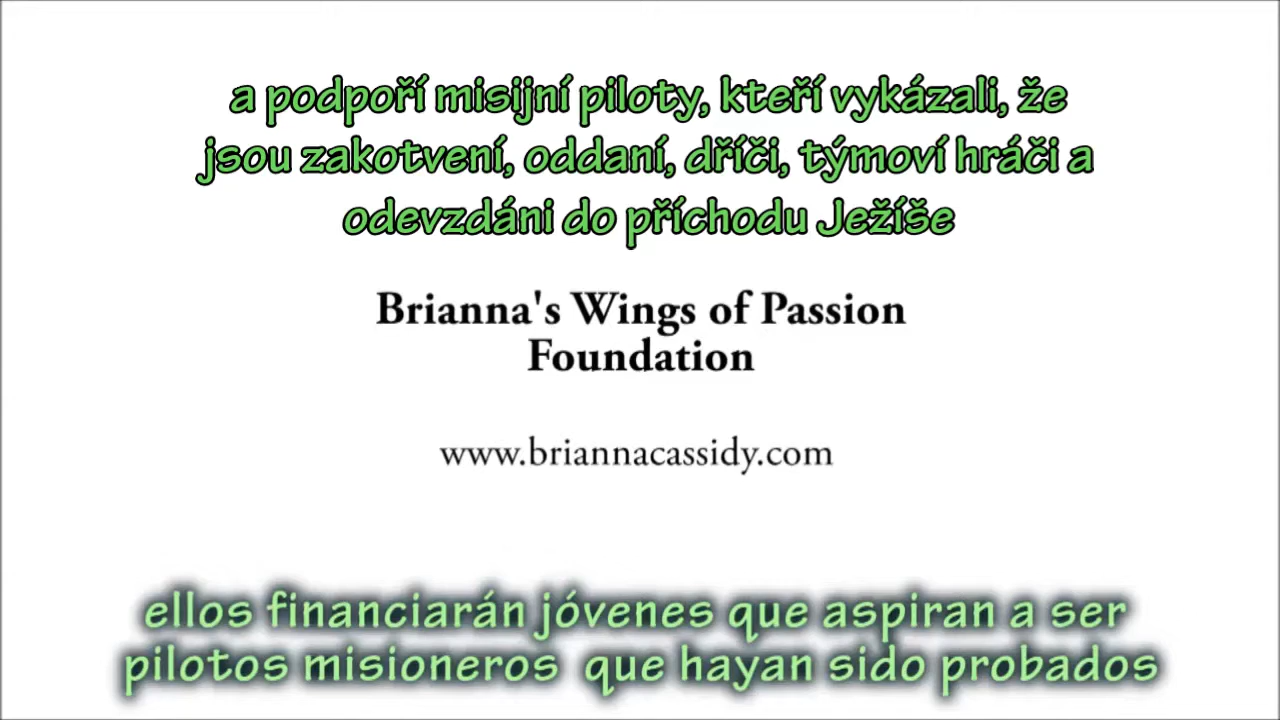 a podpoří misijní piloty, kteří vykázali, že
jsou zakotvení, oddaní, dříči, týmoví hráči a
odevzdáni do příchodu Ježíše
Brianna's Wings of Passion
Foundation
www.briannacassidy.com
ellos financiarán jóvenes que aspiran a ser
pilotos misioneros que hayan sido probados